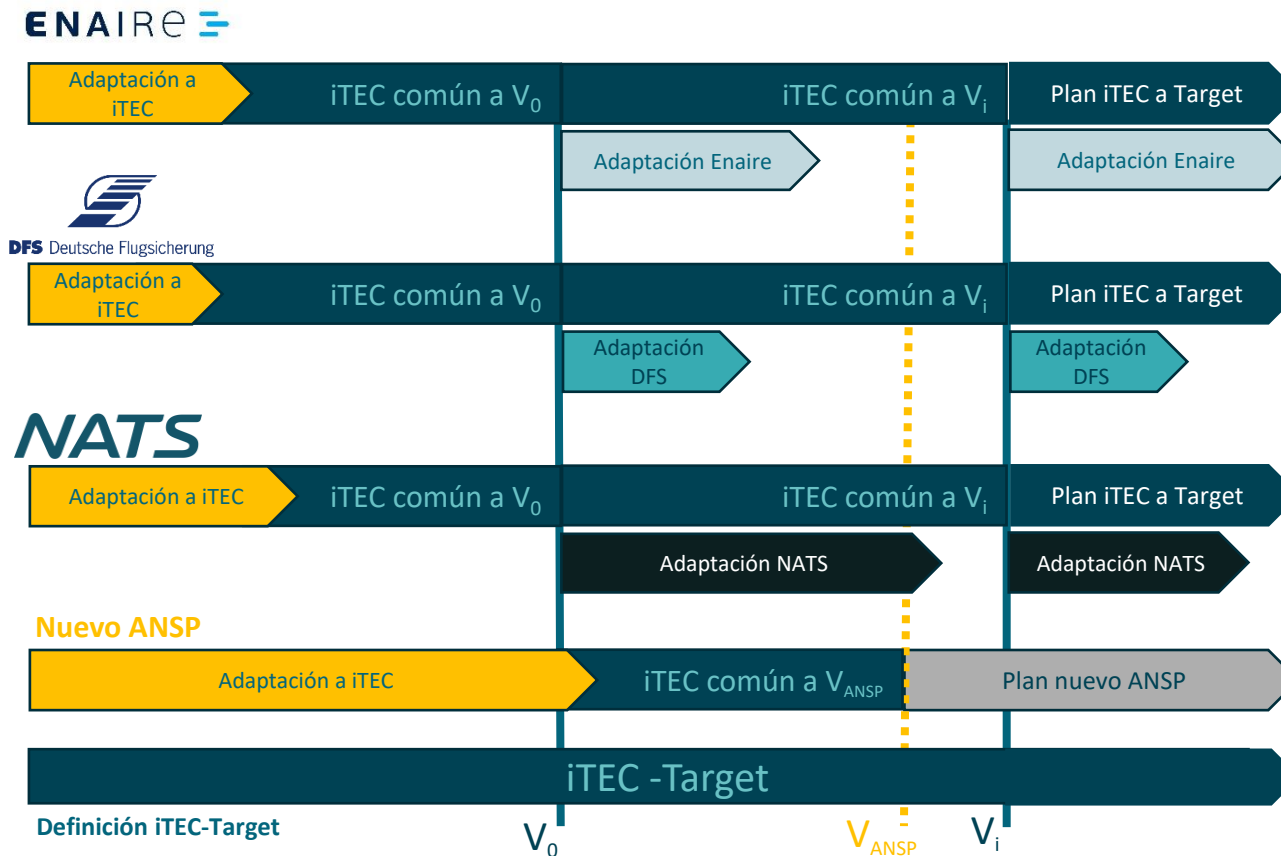 ENAIRE
Adaptación a
iTEC
iTEC común a V0
iTEC común a Vi
Plan iTEC a Target
Adaptación Enaire
Adaptación Enaire
DFS Deutsche Flugsicherung
Adaptación a
iTEC
iTEC común a V0
iTEC común a Vi
Plan iTEC a Target
Adaptación
DFS
Adaptación
DFS
NATS
Adaptación a iTEC
iTEC común a V0
iTEC común a Vi
Plan iTEC a Target
Adaptación NATS
Adaptación NATS
Nuevo ANSP
Adaptación a iTEC
iTEC común a VANSP
Plan nuevo ANSP
iTEC -Target
Definición iTEC-Target
V0
VANSP
Vi